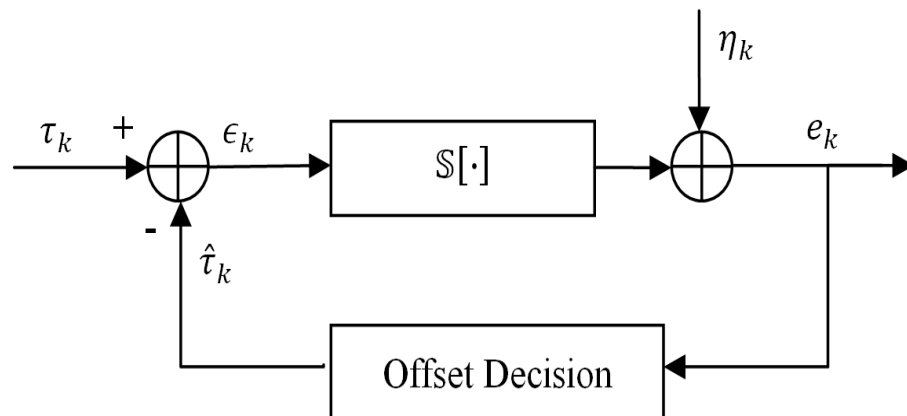 η_k
τ_k
+
ϵ_k
𝕊[·]
e_k
-
τ̂_k
Offset Decision